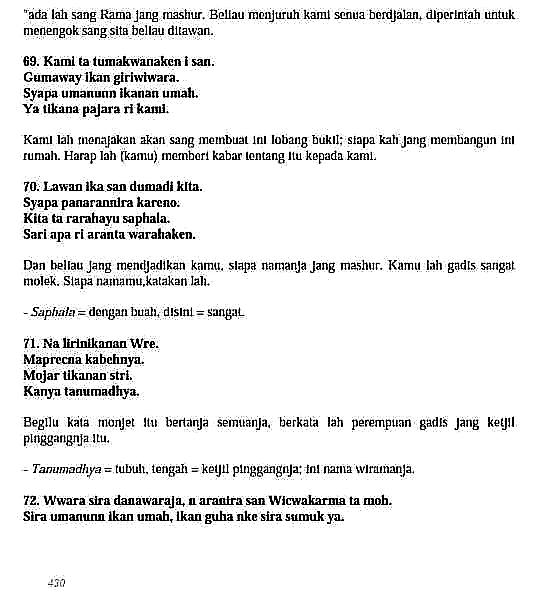 "ada lah sang Rama jang mashur. Beliau menjuruh kami senua berdjalan, diperintah untuk
menengok sang sita beliau ditawan.
69. Kami ta tumakwanaken i san.
Gumaway ikan giriwiwara.
Syapa umanunn ikanan umah.
Ya tikana pajara ri kami.
Kami lah menajakan akan sang membuat ini lobang bukit; siapa kah jang membangun ini
rumah. Harap lah (kamu) memberi kabar tentang itu kepada kami.
70. Lawan ika san dumadi kita.
Syapa panarannira kareno.
Kita ta rarahayu saphala.
Sari apa ri aranta warahaken.
Dan beliau jang mendjadikan kamu, siapa namanja jang mashur. Kamu lah gadis sangat
molek. Siapa namamu,katakan lah.
- Saphala = dengan buah, disini = sangat.
71. Na lirinikanan Wre.
Maprecna kabehnya.
Mojar tikanan stri.
Kanya tanumadhya.
Begitu kata monjet itu bertanja semuanja, berkata lah perempuan gadis jang ketjil
pinggangnja itu.
- Tanumadhya = tubuh, tengah = ketjil pinggangnja; ini nama wiramanja.
72. Wwara sira danawaraja, n aranira san Wicwakarma ta moh.
Sira umanunn ikan umah, ikan guha nke sira sumuk ya.
430